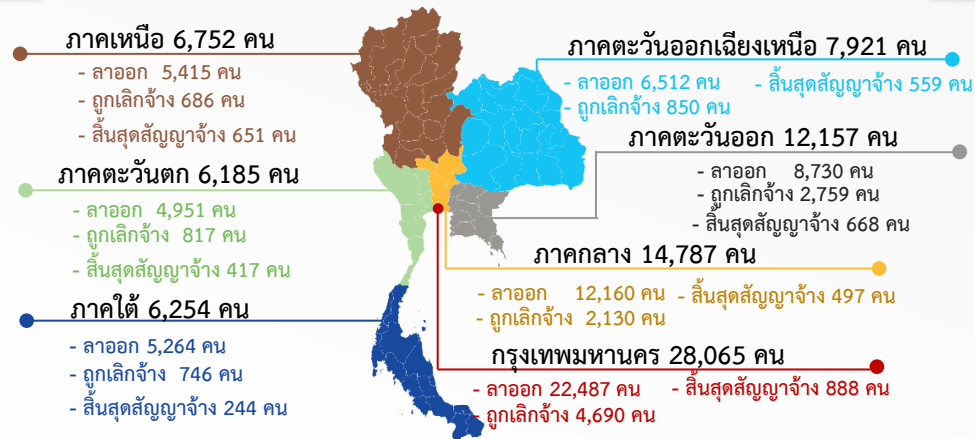 ภาคเหนือ 6,752 คน
- ลาออก 5,415 คน
- ถูกเลิกจ้าง 686 คน
- สิ้นสุดสัญญาจ้าง 651 คน
ภาคตะวันออกเฉียงเหนือ 7,921 คน
- ลาออก 6,512 คน - สิ้นสุดสัญญาจ้าง 559 คน
- ถูกเลิกจ้าง 850 คน
ภาคตะวันออก 12,157 คน
- ลาออก 8,730 คน
- ถูกเลิกจ้าง 2,759 คน
- สิ้นสุดสัญญาจ้าง 668 คน
ภาคตะวันตก 6,185 คน
- ลาออก 4,951 คน
- ถูกเลิกจ้าง 817 คน
- สิ้นสุดสัญญาจ้าง 417 คน
ภาคกลาง 14,787 คน
- ลาออก 12,160 คน - สิ้นสุดสัญญาจ้าง 497 คน
- ถูกเลิกจ้าง 2,130 คน
ภาคใต้ 6,254 คน
- ลาออก 5,264 คน
- ถูกเลิกจ้าง 746 คน
- สิ้นสุดสัญญาจ้าง 244 คน
กรุงเทพมหานคร 28,065 คน
- ลาออก 22,487 คน - สิ้นสุดสัญญาจ้าง 888 คน
- ถูกเลิกจ้าง 4,690 คน